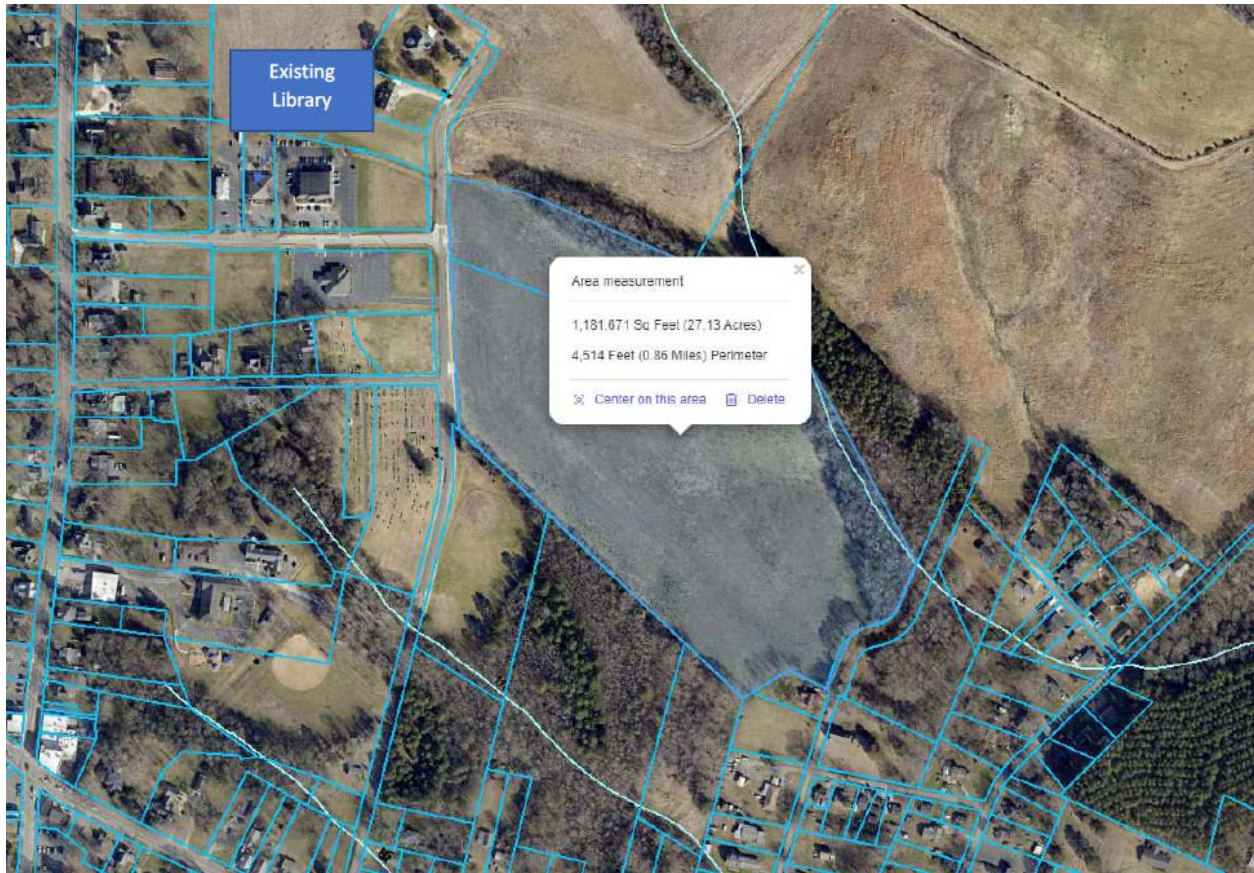 Existing
Library
Area measurement
1,181,671 Sq Feet (27.13 Acres)
4,514 Feet (0.86 Miles) Perimeter
Center on this area Delete